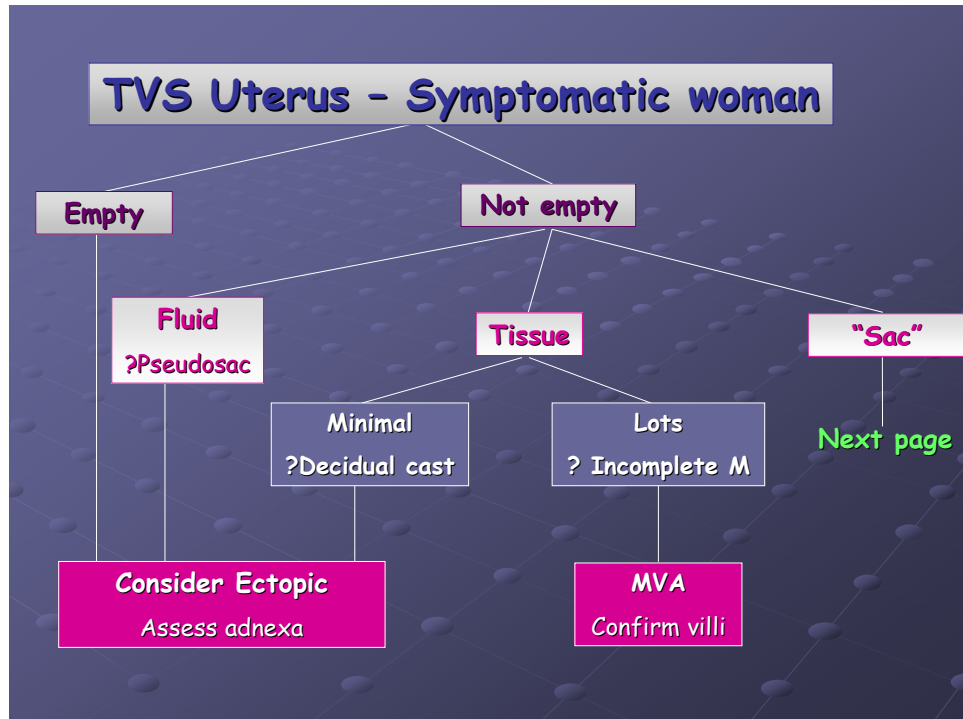 TVS Uterus – Symptomatic woman
Empty
Not empty
Fluid
?Pseudosac
Tissue
“Sac”
Minimal
?Decidual cast
Lots
? Incomplete M
Next page
Consider Ectopic
Assess adnexa
MVA
Confirm villi